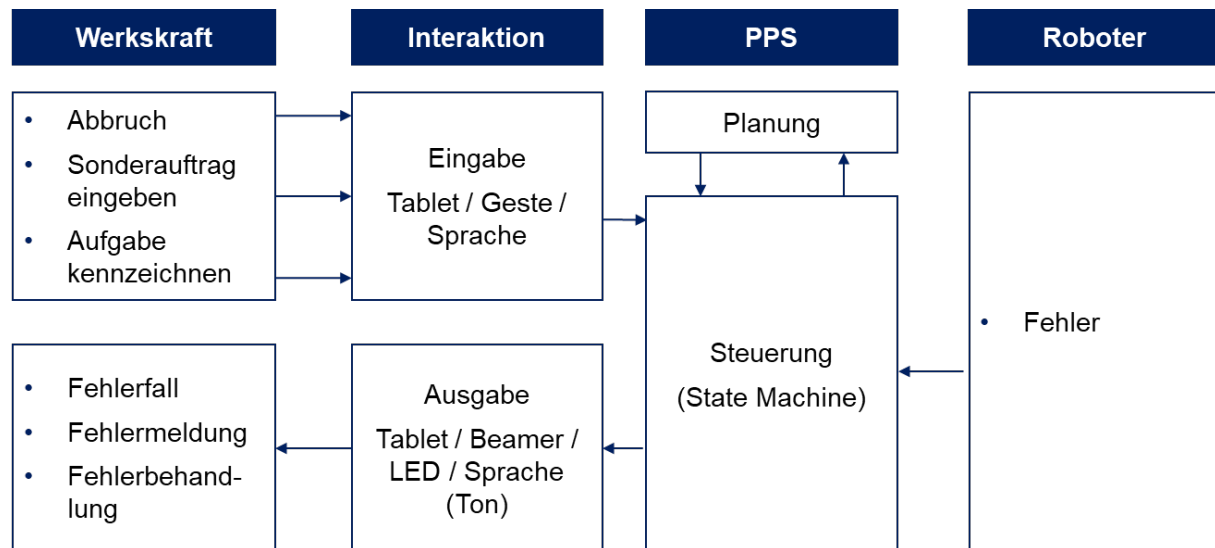 Werkskraft
Interaktion
PPS
Roboter
• Abbruch
• Sonderauftrag
eingeben
• Aufgabe
kennzeichnen
Eingabe
Tablet / Geste /
Sprache
Planung
Steuerung
(State Machine)
• Fehler
• Fehlerfall
• Fehlermeldung
• Fehlerbehand-
lung
Ausgabe
Tablet / Beamer /
LED / Sprache
(Ton)